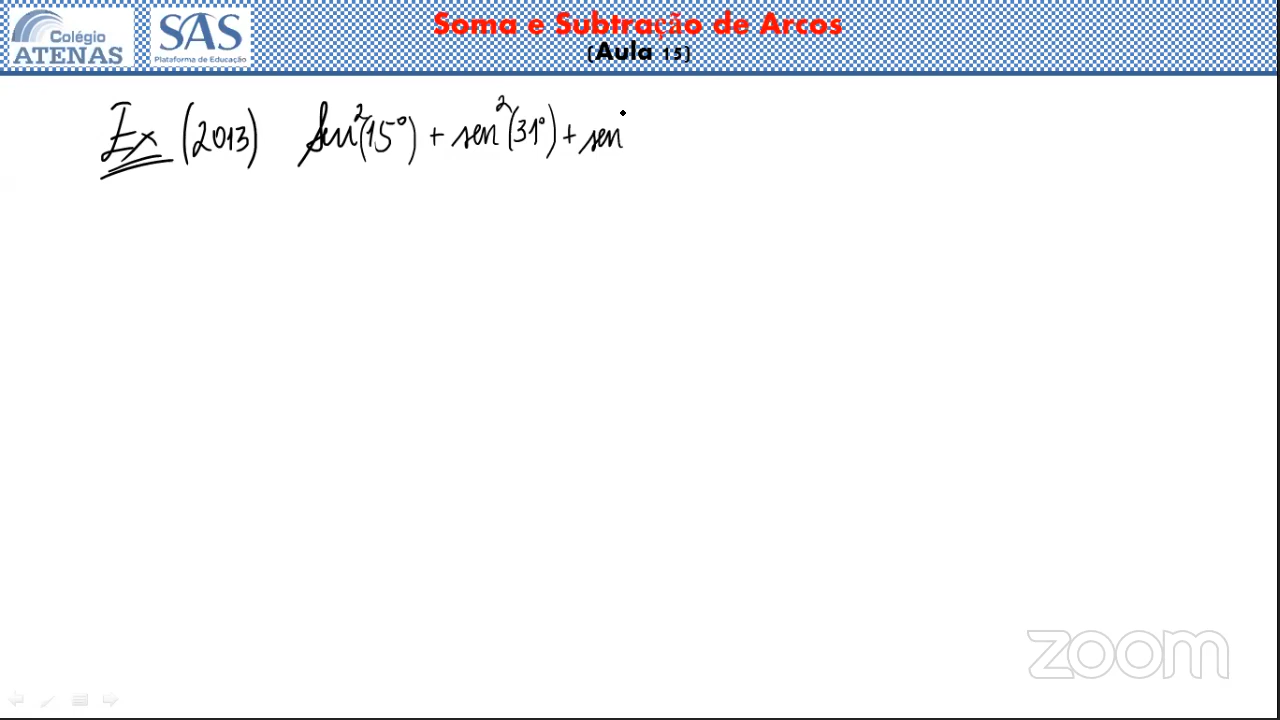 Colégio
ATENAS
SAS
Plataforma de Educação
Soma e Subtração de Arcos
(Aula 15)
Ex (2013) sen²(15°) + sen²(31°) + sen
zoom